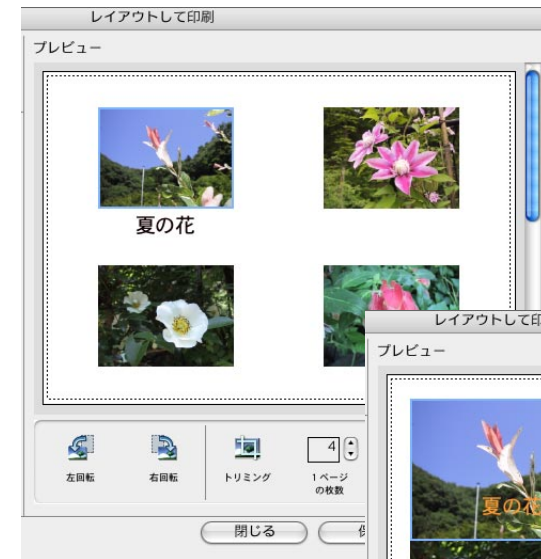 レイアウトして印刷
プレビュー
夏の花
左回転
右回転
トリミング
4
1ページ
の枚数
閉じる
レイアウトして
プレビュー
夏の